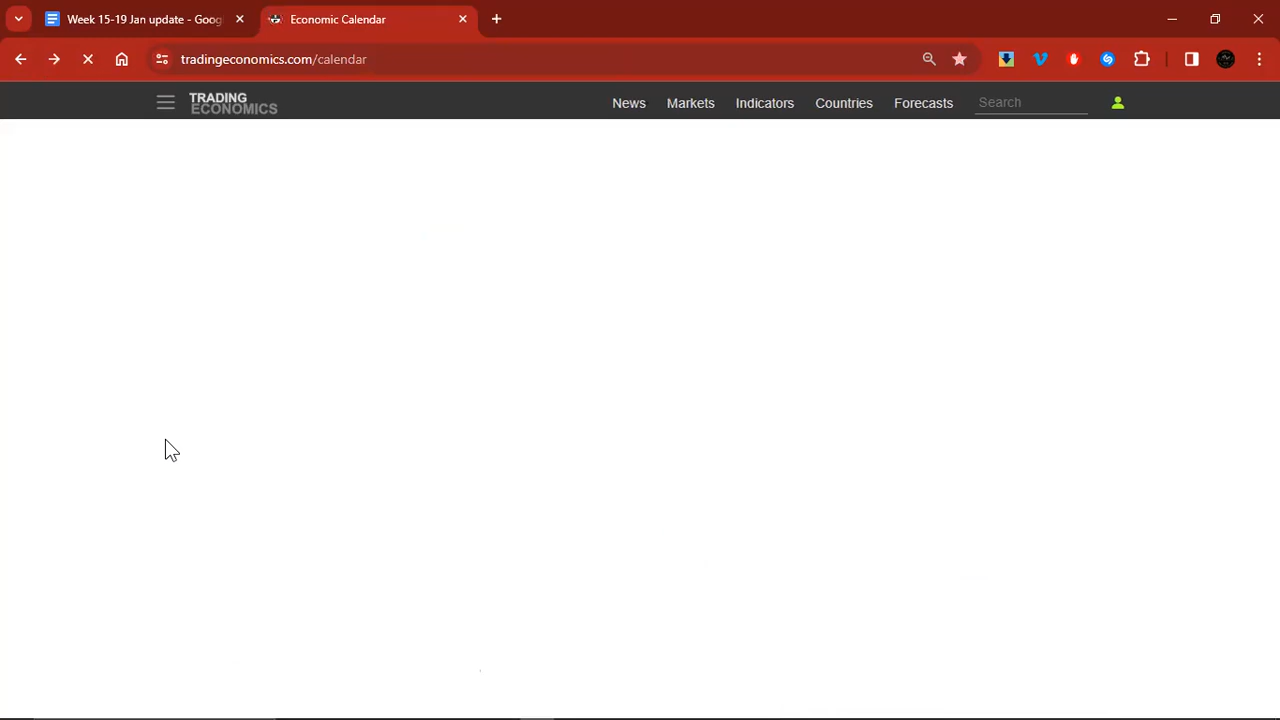 Week 15-19 Jan update - Goog
Economic Calendar
tradingeconomics.com/calendar
TRADING
ECONOMICS
News
Markets
Indicators
Countries
Forecasts
Search